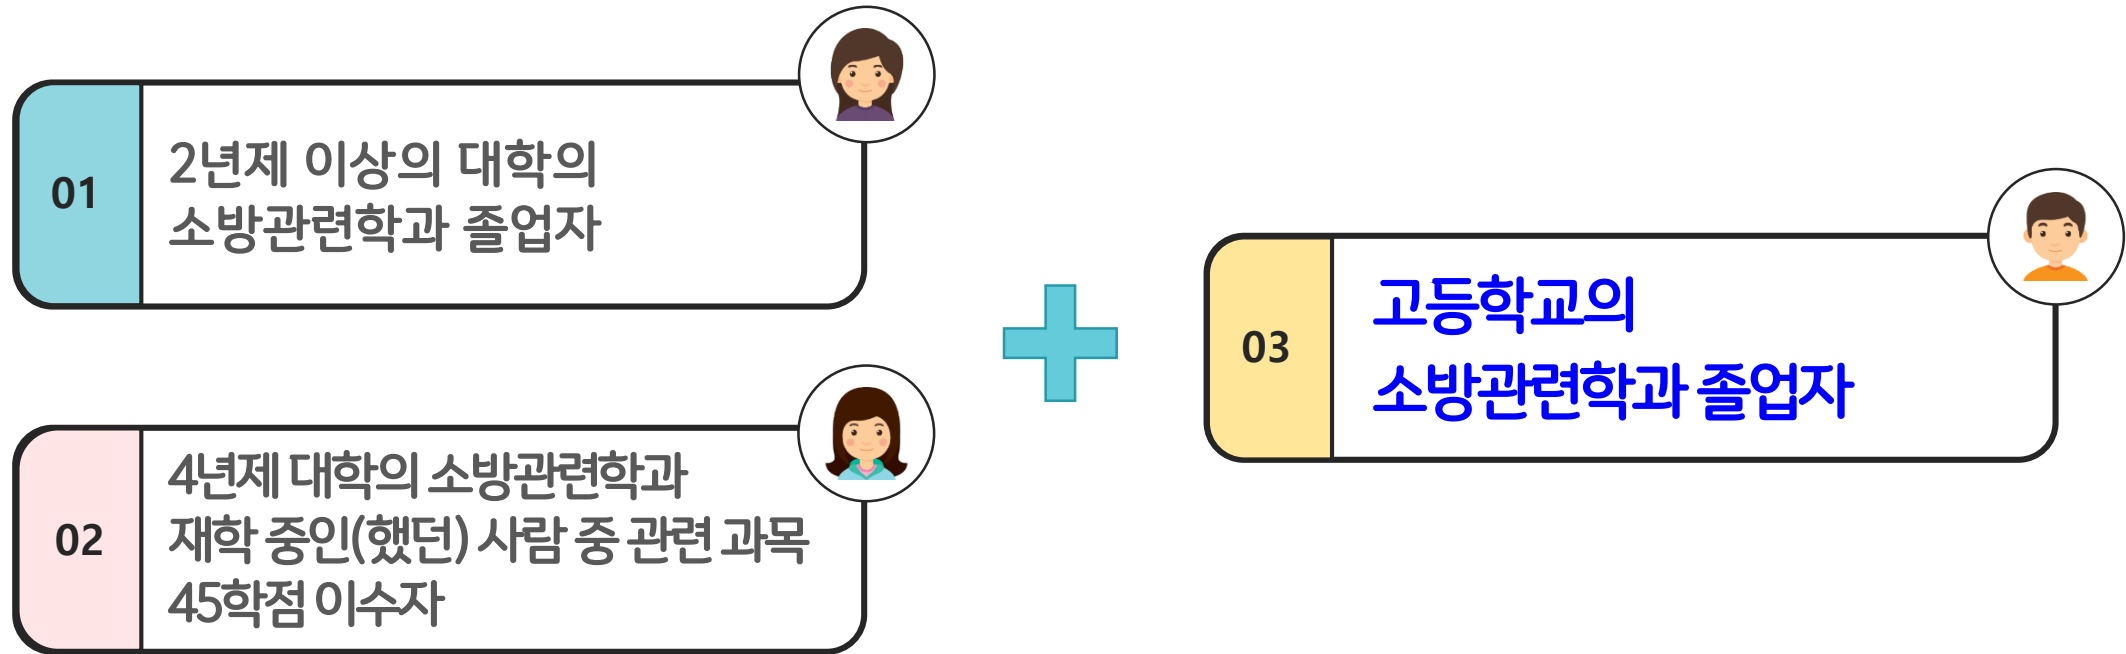 01
2년제 이상의 대학의
소방관련학과 졸업자
02
4년제 대학의 소방관련학과
재학 중인(했던) 사람 중 관련 과목
45학점 이수자
03
고등학교의
소방관련학과 졸업자